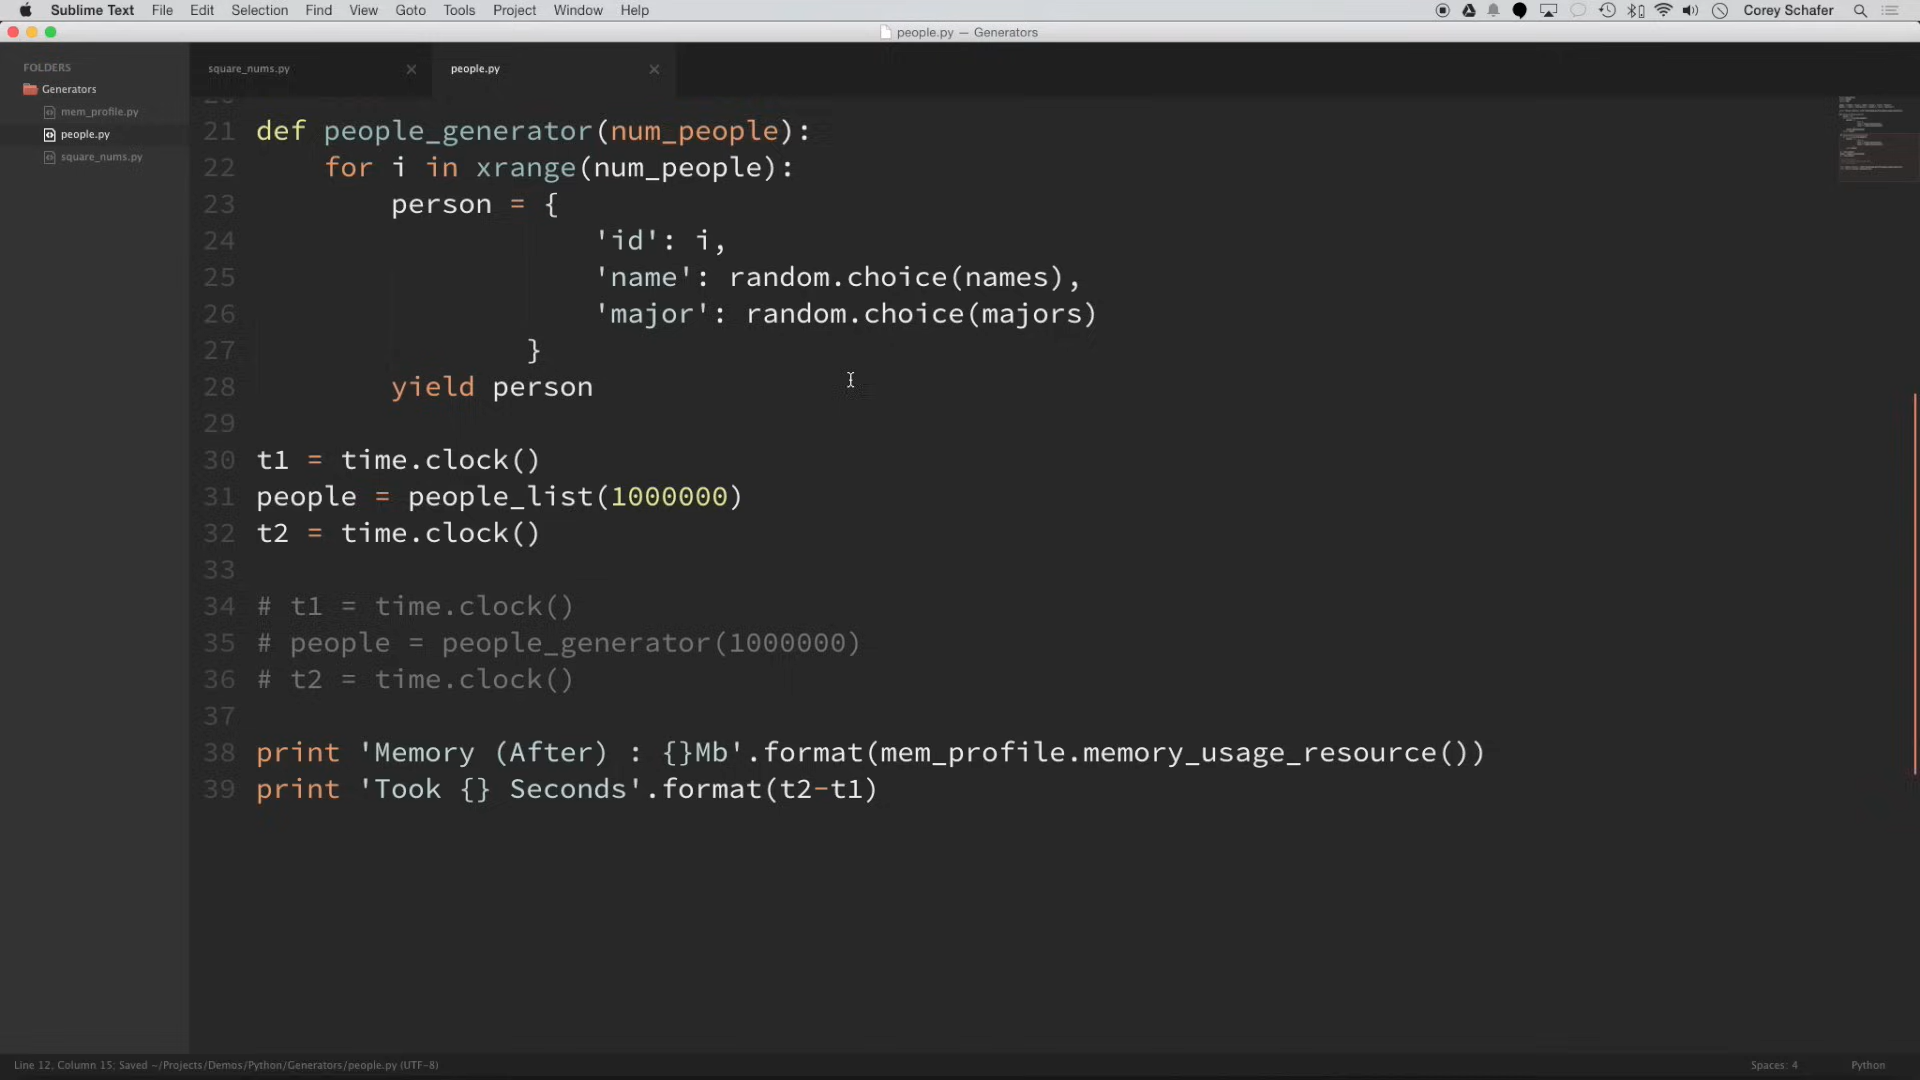 Sublime Text File Edit Selection Find View Goto Tools Project Window Help Corey Schafer
people.py — Generators
FOLDERS
Generators
mem_profile.py
people.py
square_nums.py
square_nums.py people.py
21 def people_generator(num_people):
22 for i in xrange(num_people):
23 person = {
24 'id': i,
25 'name': random.choice(names),
26 'major': random.choice(majors)
27 }
28 yield person
29
30 t1 = time.clock()
31 people = people_list(1000000)
32 t2 = time.clock()
33
34 # t1 = time.clock()
35 # people = people_generator(1000000)
36 # t2 = time.clock()
37
38 print 'Memory (After) : {}Mb'.format(mem_profile.memory_usage_resource())
39 print 'Took {} Seconds'.format(t2-t1)
Line 12, Column 15; Saved ~/Projects/Demos/Python/Generators/people.py (UTF-8) Spaces: 4 Python